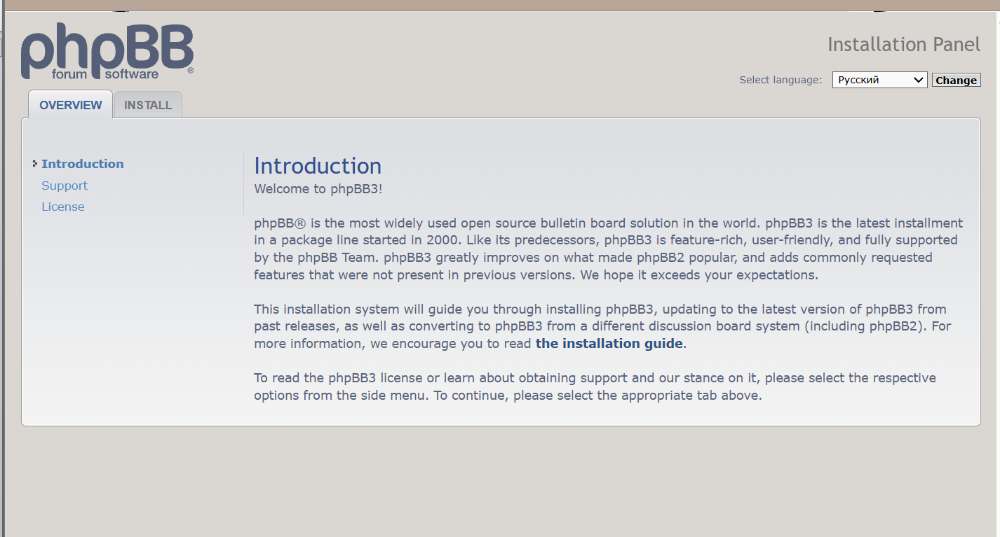 phpBB®
forum software
Installation Panel
Select language: Русский Change
OVERVIEW INSTALL
Introduction
Support
License
Introduction
Welcome to phpBB3!
phpBB® is the most widely used open source bulletin board solution in the world. phpBB3 is the latest installment
in a package line started in 2000. Like its predecessors, phpBB3 is feature-rich, user-friendly, and fully supported
by the phpBB Team. phpBB3 greatly improves on what made phpBB2 popular, and adds commonly requested
features that were not present in previous versions. We hope it exceeds your expectations.
This installation system will guide you through installing phpBB3, updating to the latest version of phpBB3 from
past releases, as well as converting to phpBB3 from a different discussion board system (including phpBB2). For
more information, we encourage you to read the installation guide.
To read the phpBB3 license or learn about obtaining support and our stance on it, please select the respective
options from the side menu. To continue, please select the appropriate tab above.